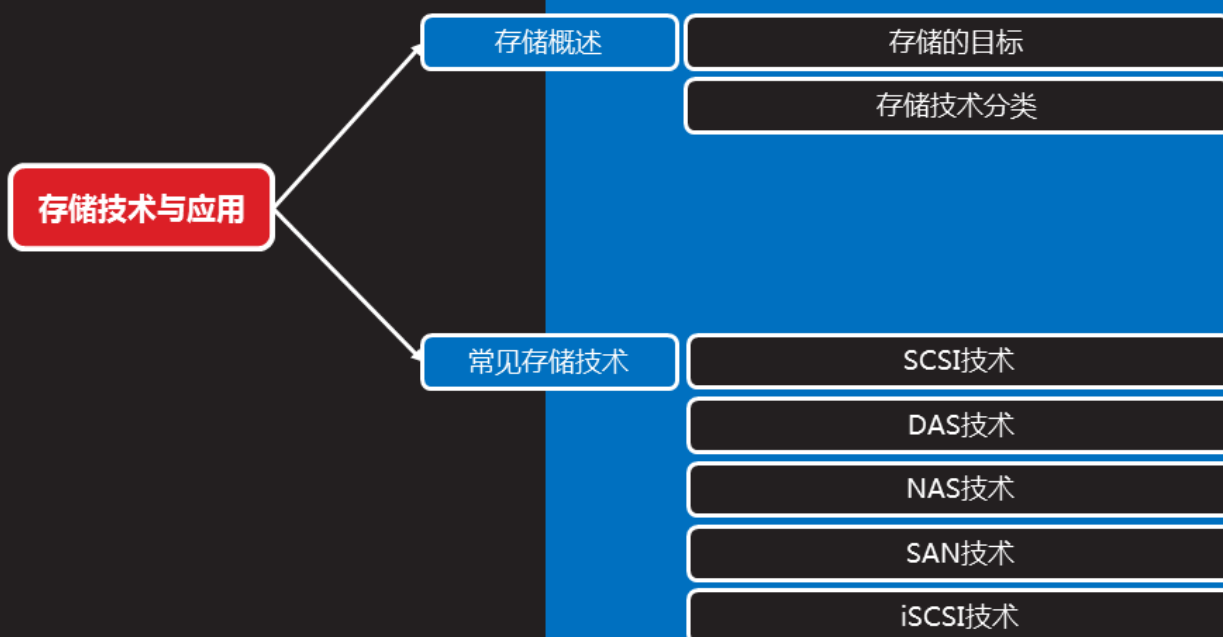 存储概述
存储的目标
存储技术分类
存储技术与应用
常见存储技术
SCSI技术
DAS技术
NAS技术
SAN技术
iSCSI技术